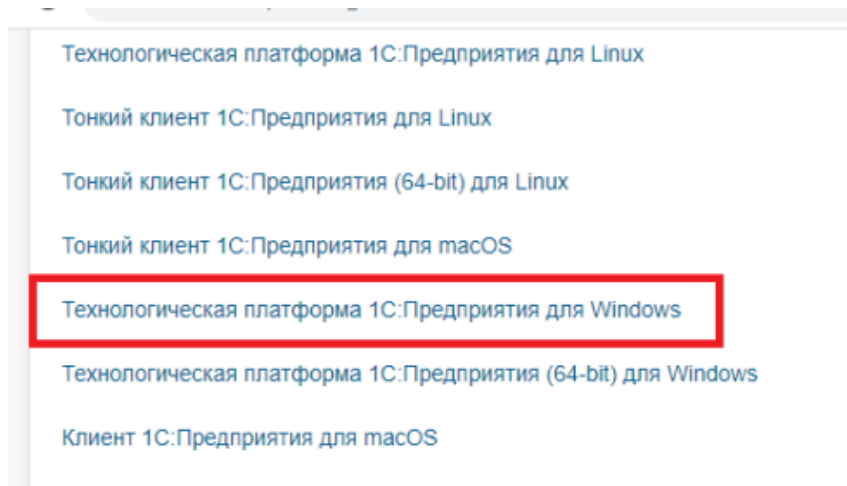 Технологическая платформа 1С:Предприятия для Linux
Тонкий клиент 1С:Предприятия для Linux
Тонкий клиент 1С:Предприятия (64-bit) для Linux
Тонкий клиент 1С:Предприятия для macOS
Технологическая платформа 1С:Предприятия для Windows
Технологическая платформа 1С:Предприятия (64-bit) для Windows
Клиент 1С:Предприятия для macOS